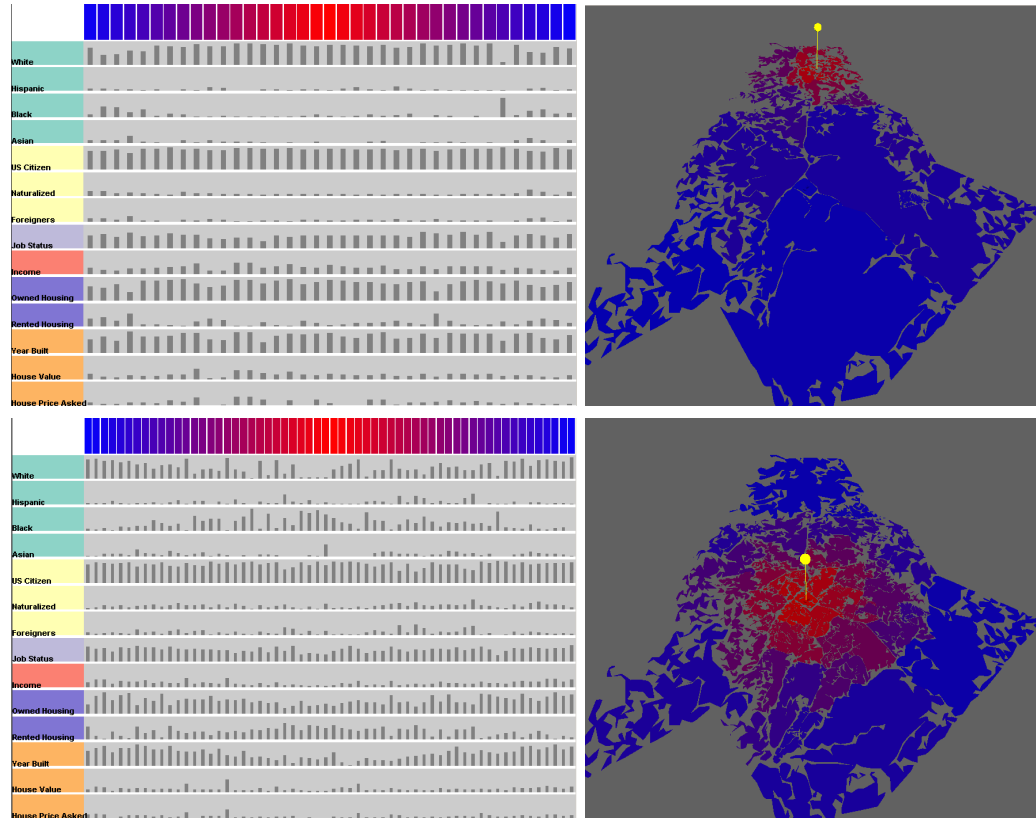 White
Hispanic
Black
Asian
US Citizen
Naturalized
Foreigners
Job Status
Income
Owned Housing
Rented Housing
Year Built
House Value
House Price Asked
White
Hispanic
Black
Asian
US Citizen
Naturalized
Foreigners
Job Status
Income
Owned Housing
Rented Housing
Year Built
House Value
House Price Asked